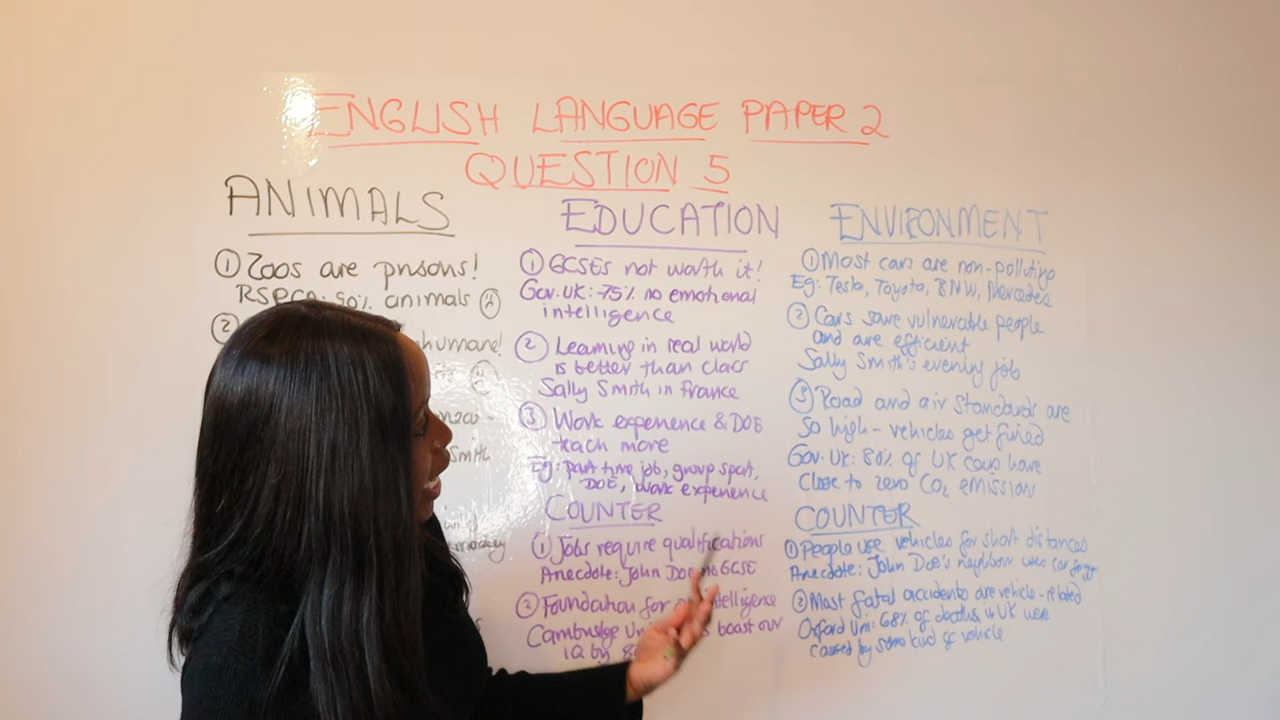 ENGLISH LANGUAGE PAPER 2
QUESTION 5
ANIMALS
① Zoos are prisons!
RSPCA: 90% animals
②
humane!
Smith
EDUCATION
① GCSEs not worth it!
Gov.UK: 75% no emotional
intelligence
② Learning in real world
is better than class
Sally Smith in France
③ Work experience & DOE
teach more
Eg: part time job, group sport,
DOE, work experience
COUNTER
① Jobs require qualifications
Anecdote: John Doe no GCSE
② Foundation for intelligence
Cambridge boost our
IQ by
ENVIRONMENT
① Most cars are non-polluting
Eg: Tesla, Toyota, BMW, Mercedes
② Cars save vulnerable people
and are efficient
Sally Smith's evening job
③ Road and air standards are
so high - vehicles get fined
Gov.UK: 80% of UK cars have
close to zero CO2 emission
COUNTER
① People use vehicles for short distances
Anecdote: John Doe's neighbour uses car for
② Most fatal accidents are vehicle-related
Oxford Uni: 68% of deaths in UK were
caused by some kind of vehicle